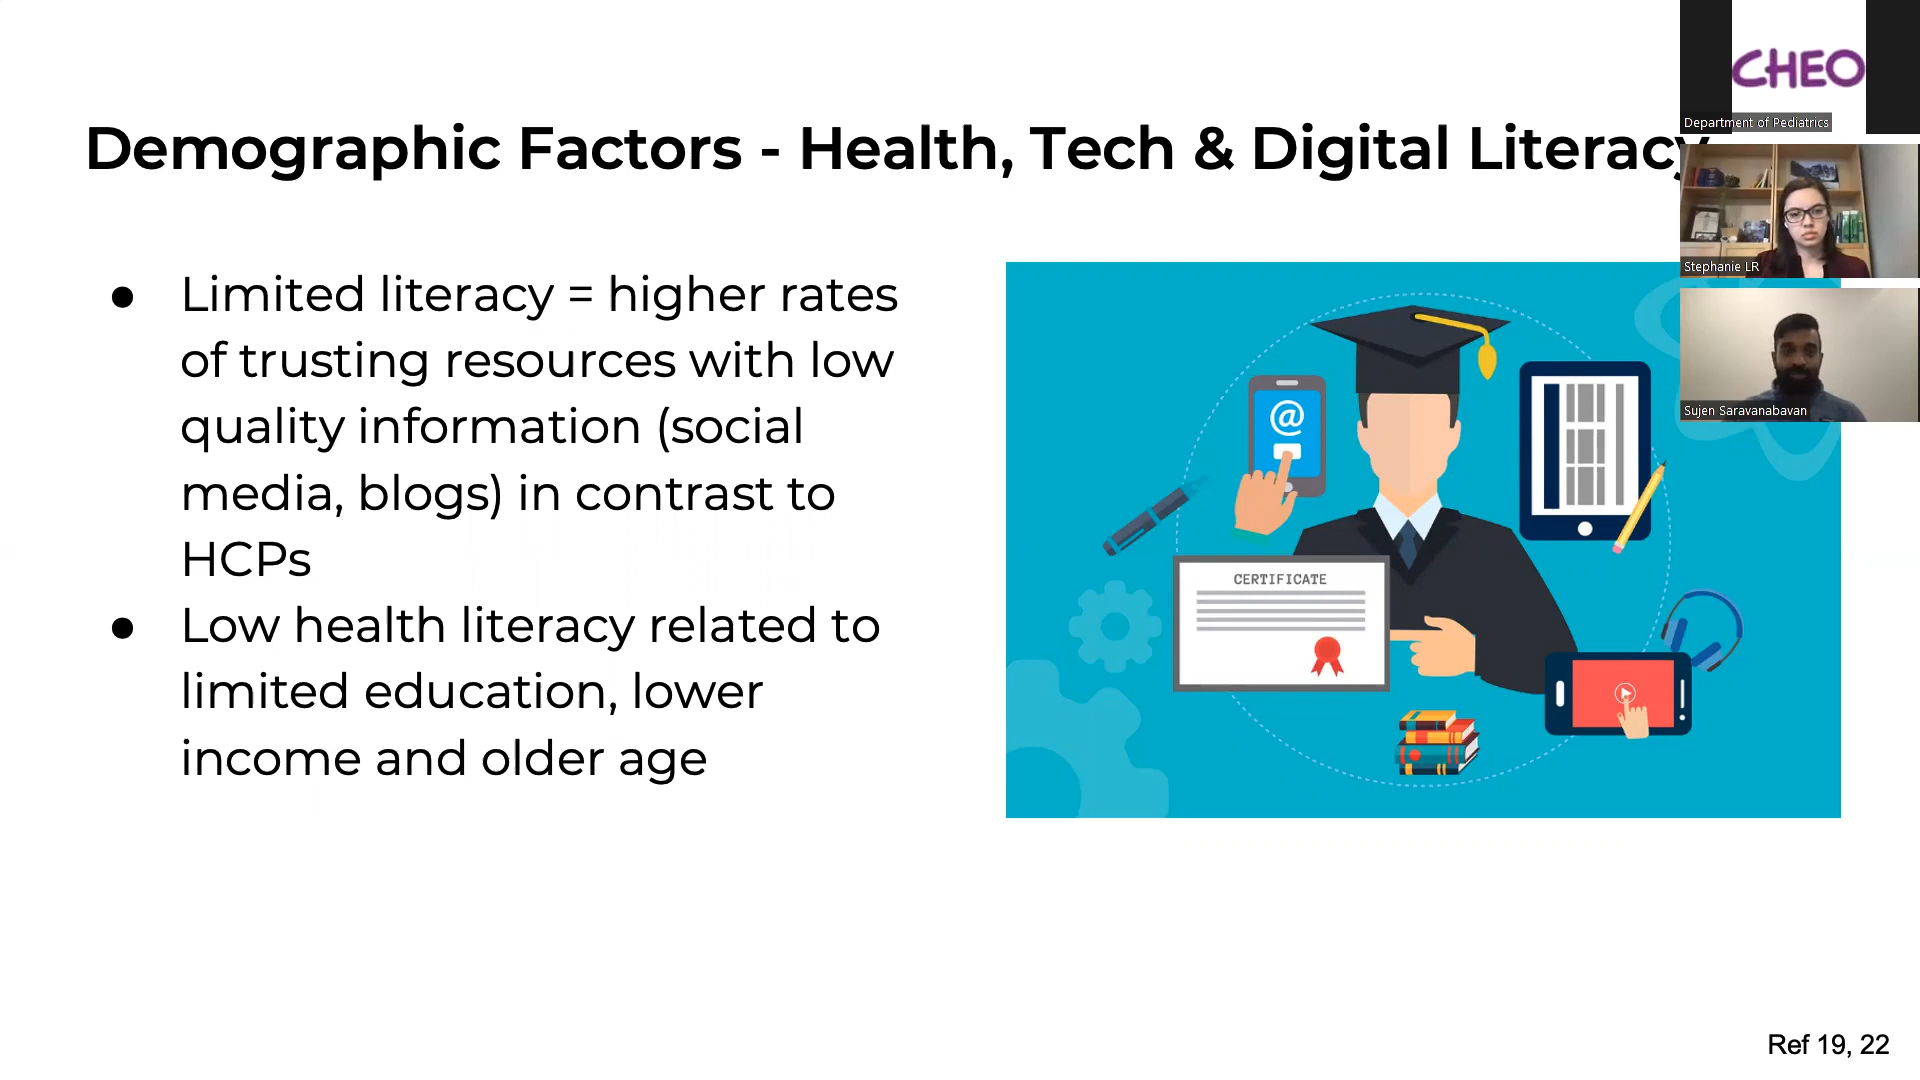 CHEO
Department of Pediatrics
Demographic Factors - Health, Tech & Digital Literacy
Stephanie LR
Sujen Saravanabavan
● Limited literacy = higher rates
of trusting resources with low
quality information (social
media, blogs) in contrast to
HCPs
● Low health literacy related to
limited education, lower
income and older age
@
CERTIFICATE
Ref 19, 22